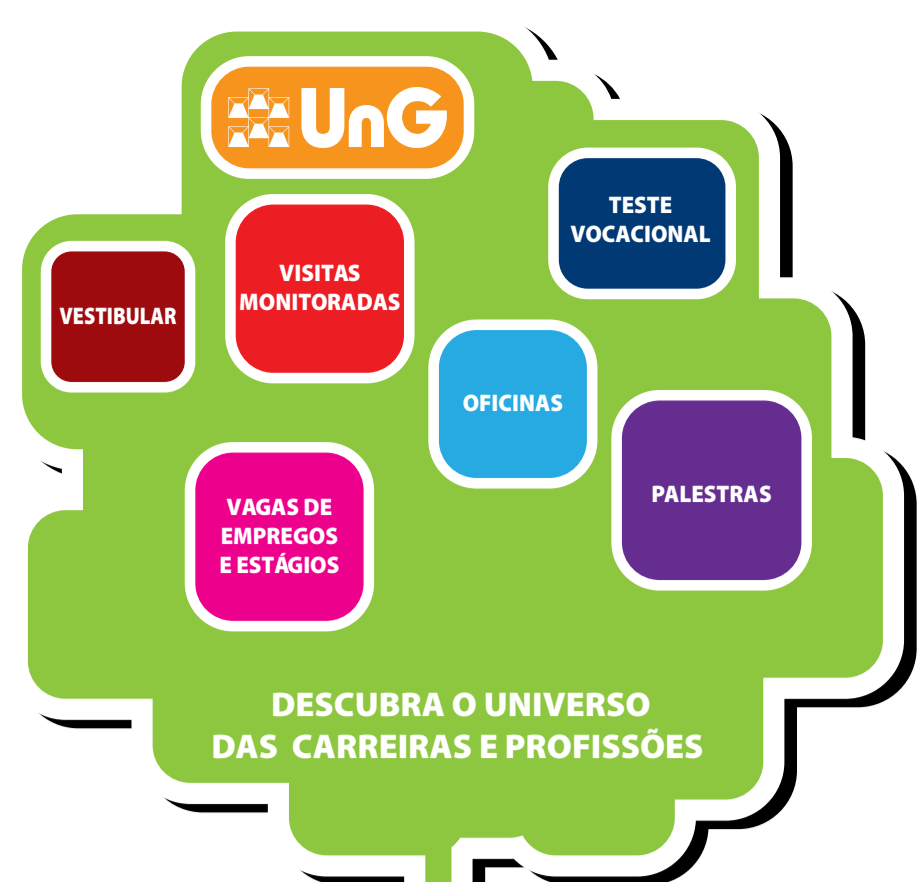 UnG
TESTE
VOCACIONAL
VISITAS
MONITORADAS
VESTIBULAR
OFICINAS
PALESTRAS
VAGAS DE
EMPREGOS
E ESTÁGIOS
DESCUBRA O UNIVERSO
DAS CARREIRAS E PROFISSÕES